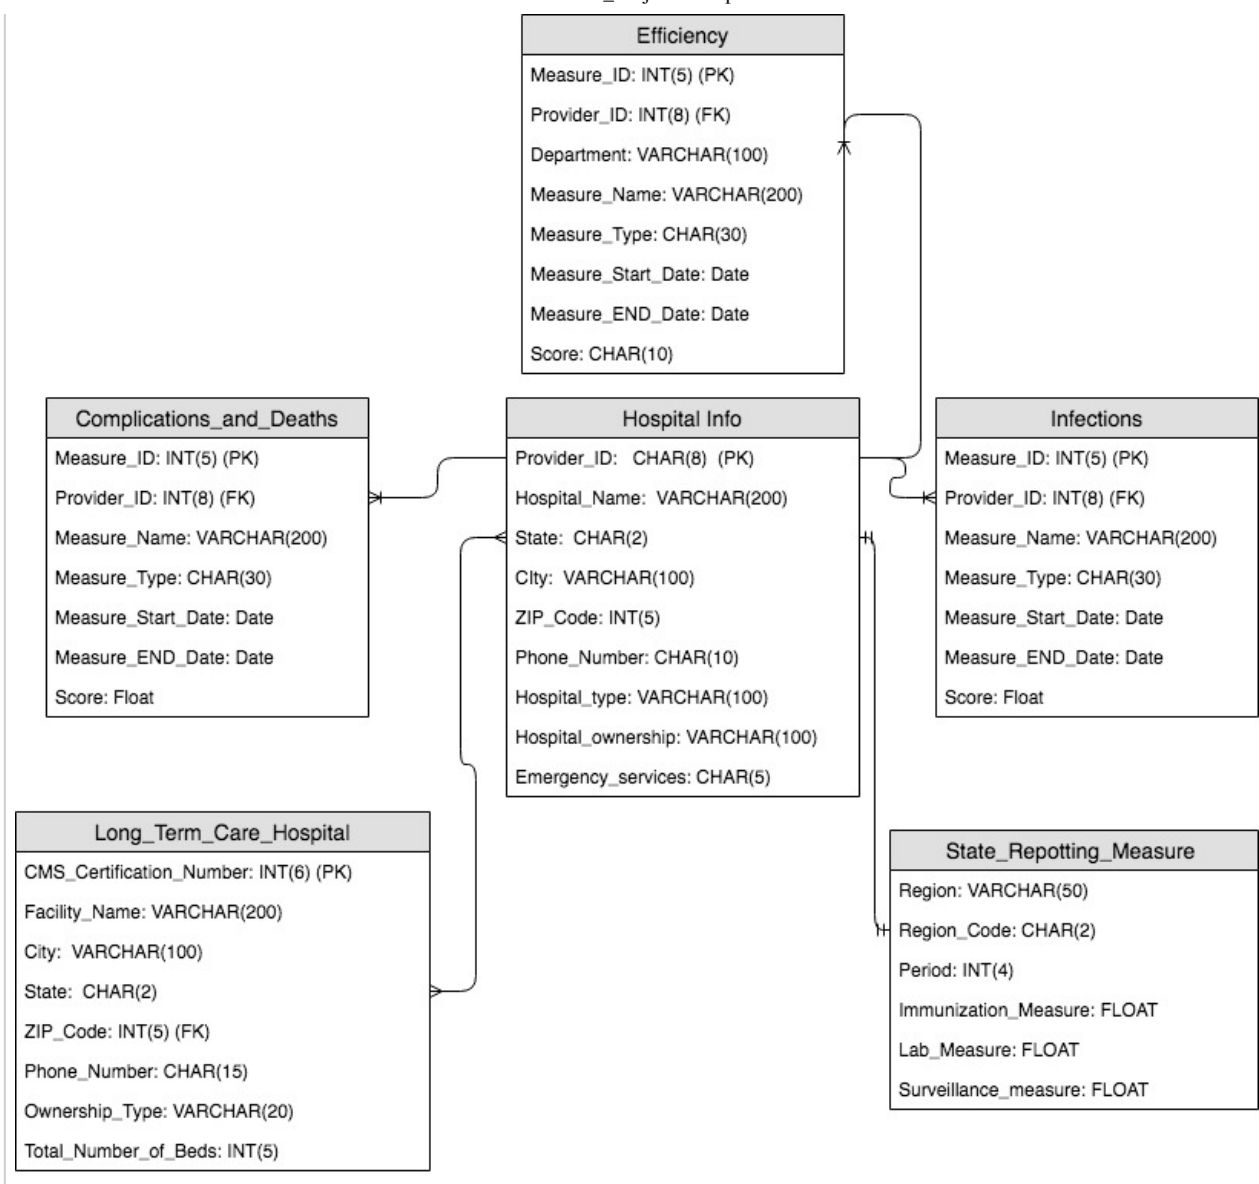 Efficiency
Measure_ID: INT(5) (PK)
Provider_ID: INT(8) (FK)
Department: VARCHAR(100)
Measure_Name: VARCHAR(200)
Measure_Type: CHAR(30)
Measure_Start_Date: Date
Measure_END_Date: Date
Score: CHAR(10)
Complications_and_Deaths
Measure_ID: INT(5) (PK)
Provider_ID: INT(8) (FK)
Measure_Name: VARCHAR(200)
Measure_Type: CHAR(30)
Measure_Start_Date: Date
Measure_END_Date: Date
Score: Float
Hospital Info
Provider_ID: CHAR(8) (PK)
Hospital_Name: VARCHAR(200)
State: CHAR(2)
CIty: VARCHAR(100)
ZIP_Code: INT(5)
Phone_Number: CHAR(10)
Hospital_type: VARCHAR(100)
Hospital_ownership: VARCHAR(100)
Emergency_services: CHAR(5)
Infections
Measure_ID: INT(5) (PK)
Provider_ID: INT(8) (FK)
Measure_Name: VARCHAR(200)
Measure_Type: CHAR(30)
Measure_Start_Date: Date
Measure_END_Date: Date
Score: Float
Long_Term_Care_Hospital
CMS_Certification_Number: INT(6) (PK)
Facility_Name: VARCHAR(200)
City: VARCHAR(100)
State: CHAR(2)
ZIP_Code: INT(5) (FK)
Phone_Number: CHAR(15)
Ownership_Type: VARCHAR(20)
Total_Number_of_Beds: INT(5)
State_Repotting_Measure
Region: VARCHAR(50)
Region_Code: CHAR(2)
Period: INT(4)
Immunization_Measure: FLOAT
Lab_Measure: FLOAT
Surveillance_measure: FLOAT